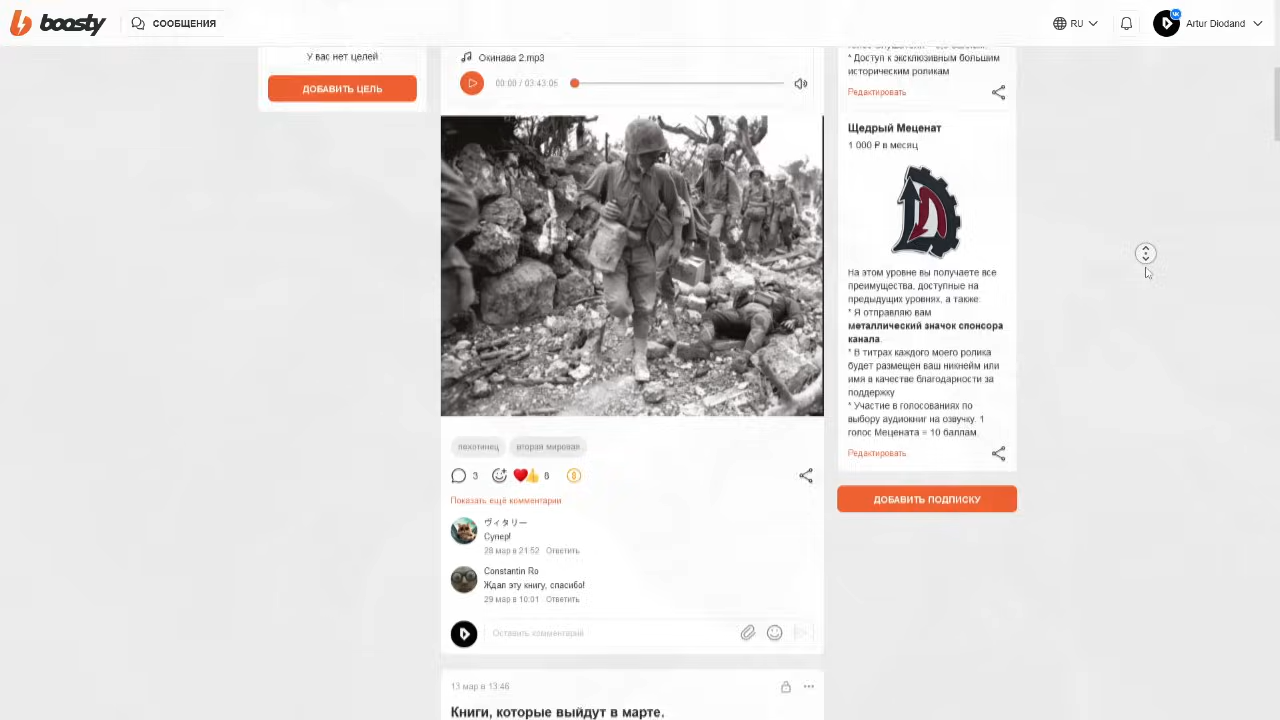 boosty
СООБЩЕНИЯ
RU
Artur Diodand
У вас нет целей
ДОБАВИТЬ ЦЕЛЬ
Окинава 2.mp3
00:00 / 03:43:05
пехотинец
вторая мировая
3
8
Показать ещё комментарии
ヴィタリー
Супер!
28 мар в 21:52 Ответить
Constantin Ro
Ждал эту книгу, спасибо!
29 мар в 10:01 Ответить
Оставить комментарий
13 мар в 13:46
Книги, которые выйдут в марте.
* Доступ к эксклюзивным большим
историческим роликам
Редактировать
Щедрый Меценат
1 000 ₽ в месяц
На этом уровне вы получаете все
преимущества, доступные на
предыдущих уровнях, а также:
* Я отправляю вам
металлический значок спонсора
канала.
* В титрах каждого моего ролика
будет размещен ваш никнейм или
имя в качестве благодарности за
поддержку
* Участие в голосованиях по
выбору аудиокниг на озвучку. 1
голос Мецената = 10 баллам.
Редактировать
ДОБАВИТЬ ПОДПИСКУ